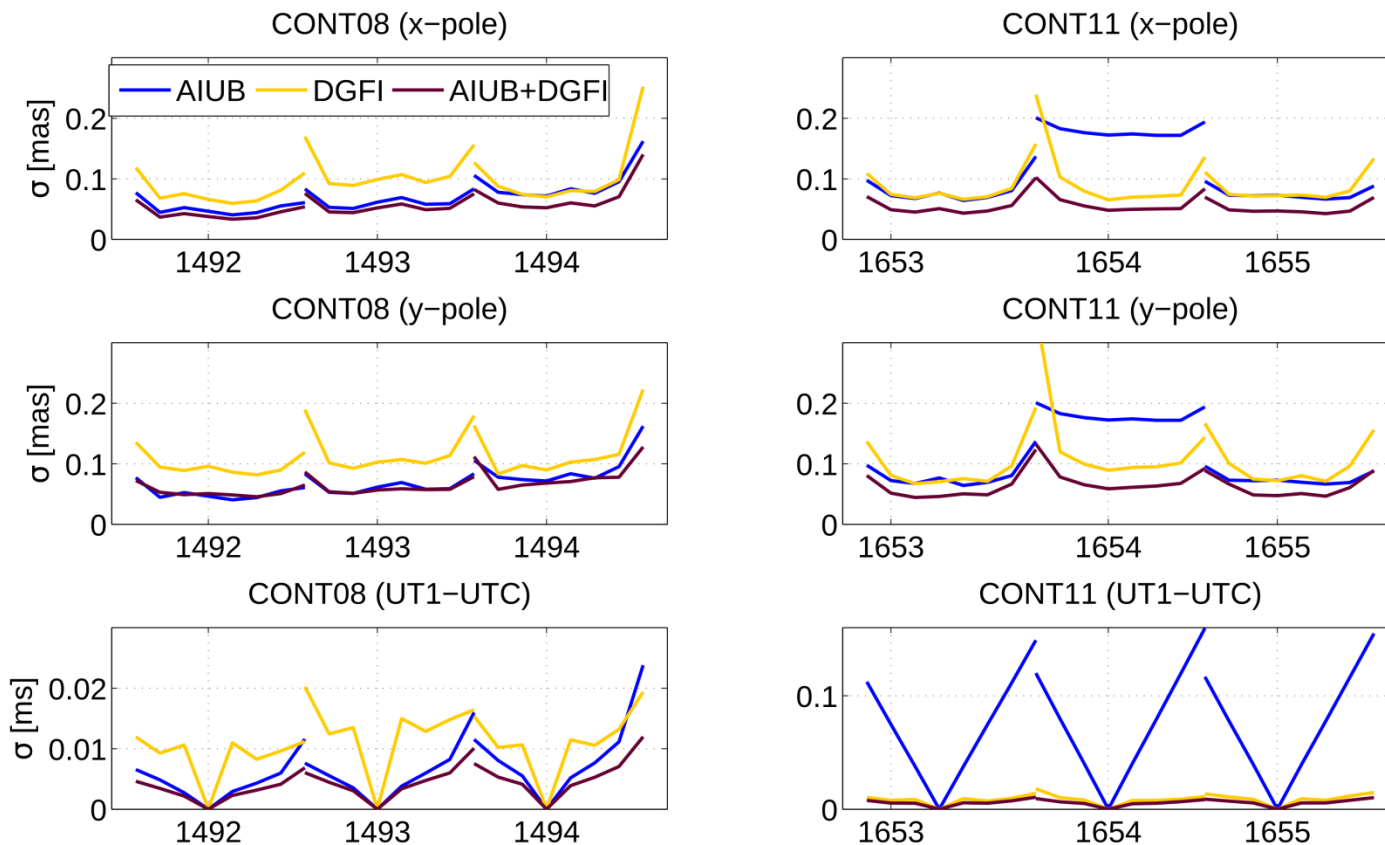 CONT08 (x−pole)
CONT11 (x−pole)
AIUB DGFI AIUB+DGFI
σ [mas]
0.2
0.1
0
1492 1493 1494
0.2
0.1
0
1653 1654 1655
CONT08 (y−pole)
CONT11 (y−pole)
σ [mas]
0.2
0.1
0
1492 1493 1494
0.2
0.1
0
1653 1654 1655
CONT08 (UT1−UTC)
CONT11 (UT1−UTC)
σ [ms]
0.02
0.01
0
1492 1493 1494
0.1
0
1653 1654 1655